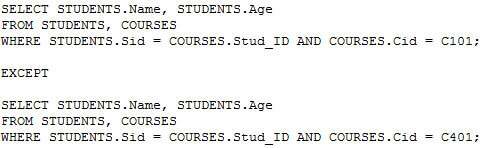 SELECT STUDENTS.Name, STUDENTS.Age
FROM STUDENTS, COURSES
WHERE STUDENTS.Sid = COURSES.Stud_ID AND COURSES.Cid = C101;
EXCEPT
SELECT STUDENTS.Name, STUDENTS.Age
FROM STUDENTS, COURSES
WHERE STUDENTS.Sid = COURSES.Stud_ID AND COURSES.Cid = C401;